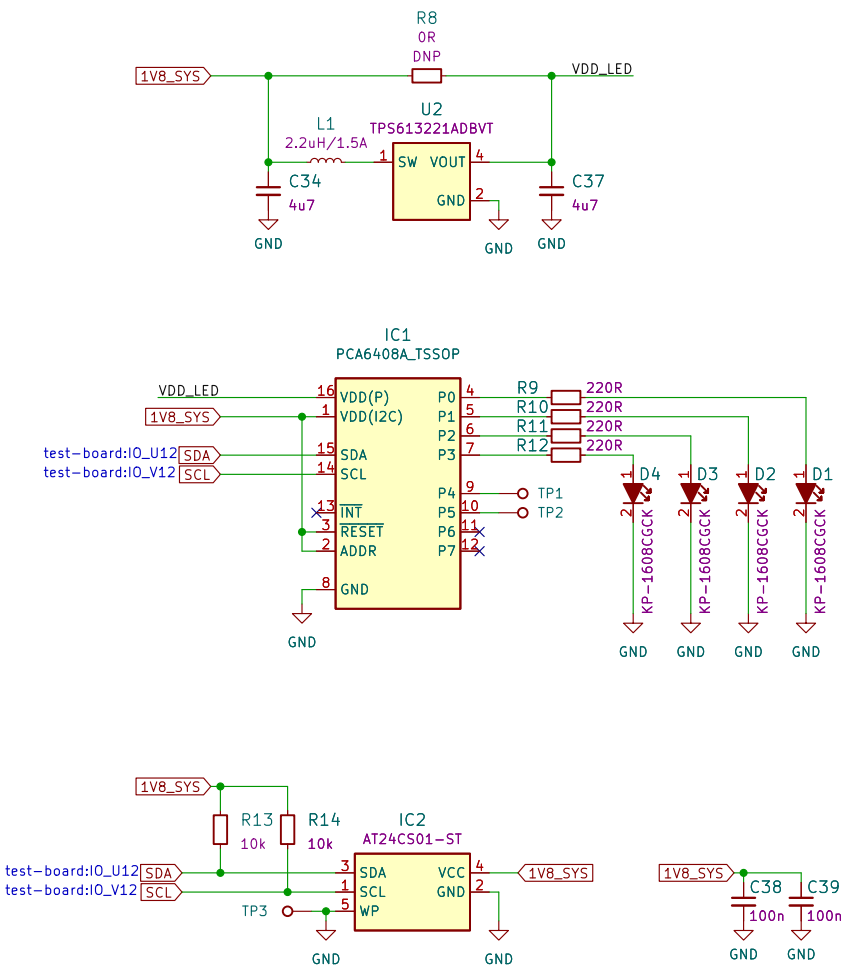 R8
0R
DNP
1V8_SYS
VDD_LED
U2
TPS613221ADBVT
L1
2.2uH/1.5A
1 SW VOUT 4
GND 2
C34
4u7
C37
4u7
GND
GND
GND
IC1
PCA6408A_TSSOP
VDD_LED
16 VDD(P) P0 4 R9 220R
1V8_SYS
1 VDD(I2C) P1 5 R10 220R
P2 6 R11 220R
test-board:IO_U12 SDA 15 SDA P3 7 R12 220R
test-board:IO_V12 SCL 14 SCL
1 D4 1 D3 1 D2 1 D1
P4 9 TP1
13 INT P5 10 TP2
2 2 2 2
3 RESET P6 11
2 ADDR P7 12
KP-1608CGCK KP-1608CGCK KP-1608CGCK KP-1608CGCK
8 GND
GND
GND GND GND GND
1V8_SYS
R13
10k
R14
10k
IC2
AT24CS01-ST
test-board:IO_U12 SDA 3 SDA VCC 4 1V8_SYS
test-board:IO_V12 SCL 1 SCL GND 2
TP3 5 WP
GND
GND
1V8_SYS
C38
100n
C39
100n
GND GND